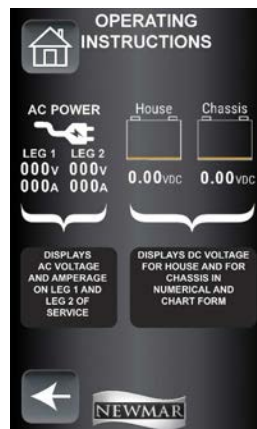 OPERATING
INSTRUCTIONS
AC POWER
LEG 1 LEG 2
000V 000V
000A 000A
House Chassis
0.00VDC 0.00VDC
DISPLAYS
AC VOLTAGE
AND AMPERAGE
ON LEG 1 AND
LEG 2 OF
SERVICE
DISPLAYS DC VOLTAGE
FOR HOUSE AND FOR
CHASSIS IN
NUMERICAL AND
CHART FORM
NEWMAR